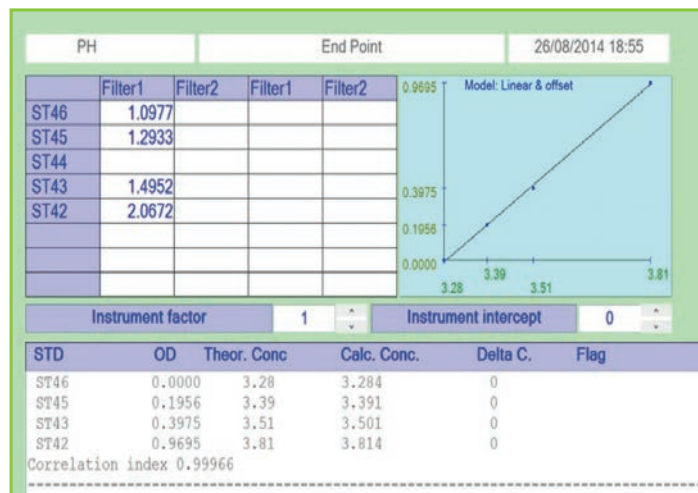 PH End Point 26/08/2014 18:55
Filter1 Filter2 Filter1 Filter2
ST46 1.0977
ST45 1.2933
ST44
ST43 1.4952
ST42 2.0672
Model: Linear & offset
0.9695
0.3975
0.1956
0.0000
3.28 3.39 3.51 3.81
Instrument factor 1 Instrument intercept 0
STD OD Theor. Conc Calc. Conc. Delta C. Flag
ST46 0.0000 3.28 3.284 0
ST45 0.1956 3.39 3.391 0
ST43 0.3975 3.51 3.501 0
ST42 0.9695 3.81 3.814 0
Correlation index 0.99966